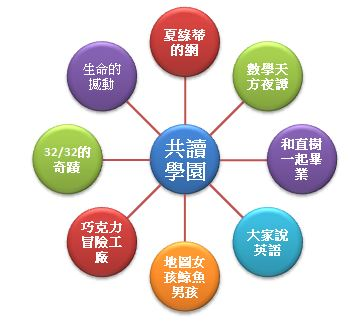 夏綠蒂
的網
生命的
撼動
數學天
方夜譚
32/32的
奇蹟
共讀
學園
和直樹
一起畢
業
巧克力
冒險工
廠
大家說
英語
地圖女
孩鯨魚
男孩